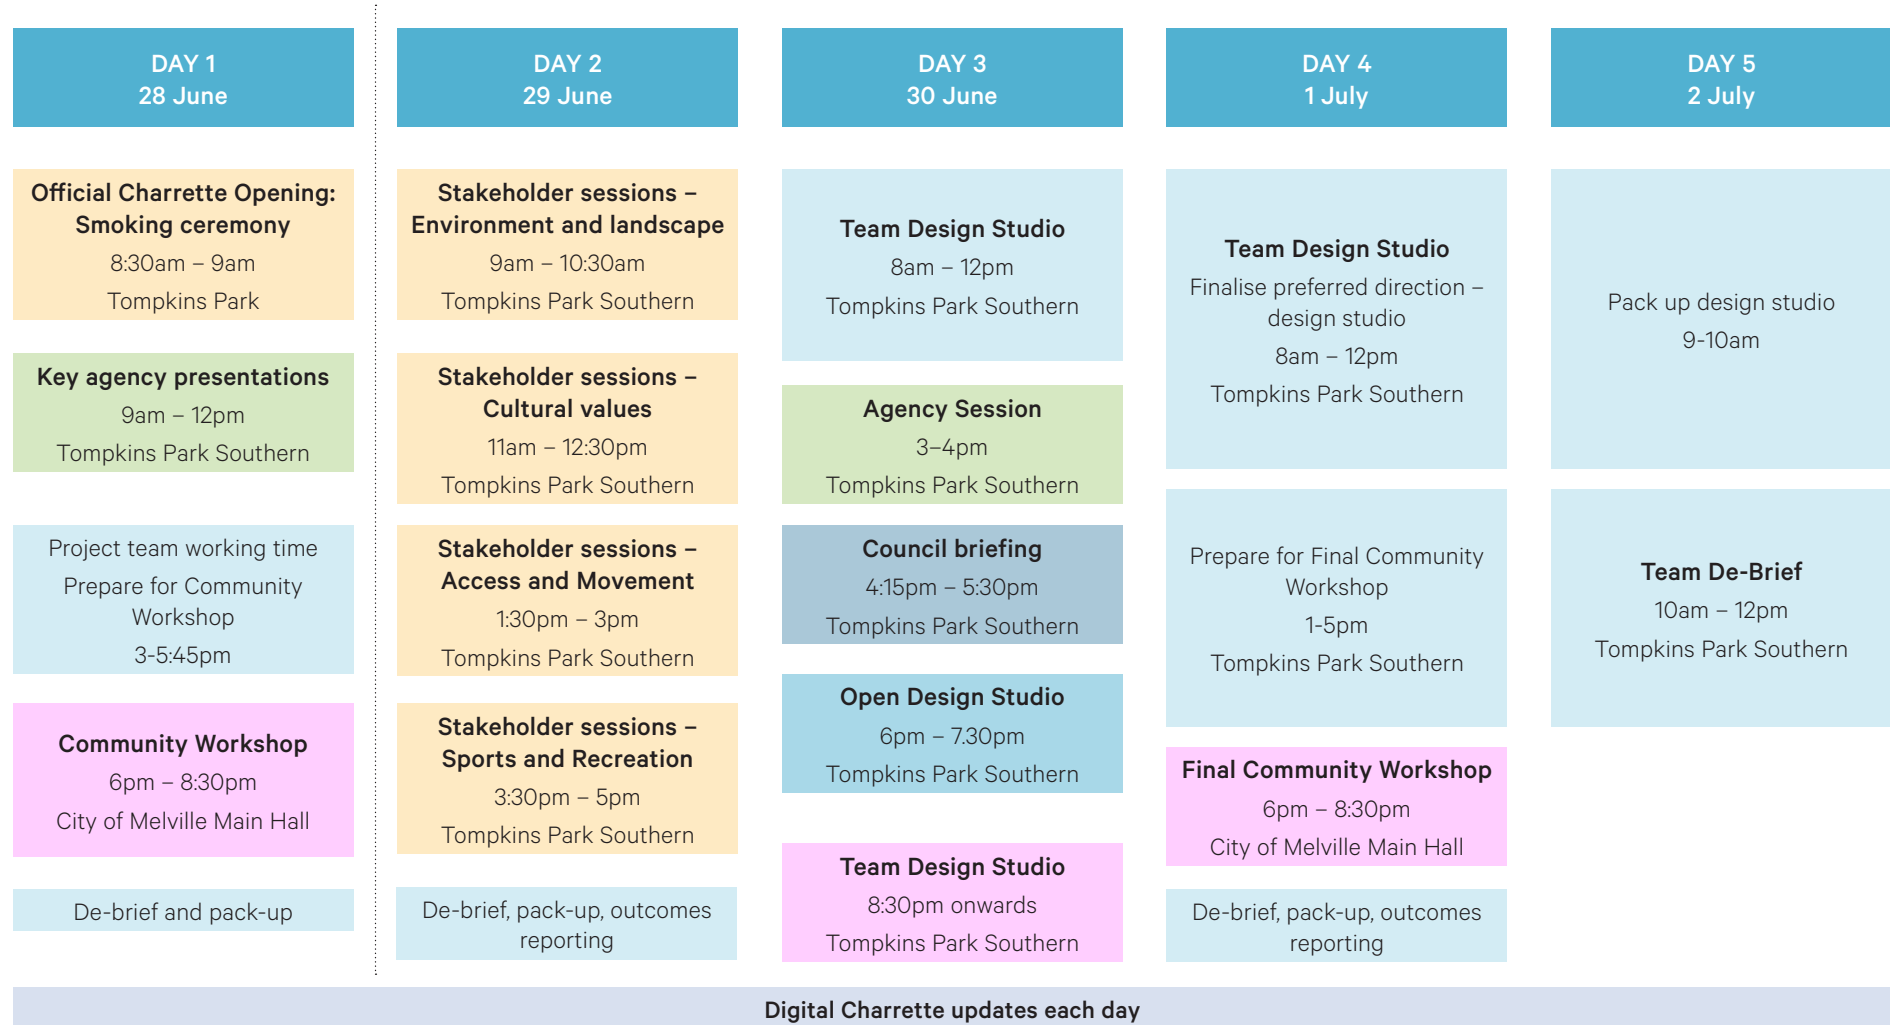 DAY 1
28 June
Official Charrette Opening:
Smoking ceremony
8:30am – 9am
Tompkins Park
Key agency presentations
9am – 12pm
Tompkins Park Southern
Project team working time
Prepare for Community
Workshop
3-5:45pm
Community Workshop
6pm – 8:30pm
City of Melville Main Hall
De-brief and pack-up
DAY 2
29 June
Stakeholder sessions –
Environment and landscape
9am – 10:30am
Tompkins Park Southern
Stakeholder sessions –
Cultural values
11am – 12:30pm
Tompkins Park Southern
Stakeholder sessions –
Access and Movement
1:30pm – 3pm
Tompkins Park Southern
Stakeholder sessions –
Sports and Recreation
3:30pm – 5pm
Tompkins Park Southern
De-brief, pack-up, outcomes
reporting
DAY 3
30 June
Team Design Studio
8am – 12pm
Tompkins Park Southern
Agency Session
3–4pm
Tompkins Park Southern
Council briefing
4:15pm – 5:30pm
Tompkins Park Southern
Open Design Studio
6pm – 7.30pm
Tompkins Park Southern
Team Design Studio
8:30pm onwards
Tompkins Park Southern
DAY 4
1 July
Team Design Studio
Finalise preferred direction –
design studio
8am – 12pm
Tompkins Park Southern
Prepare for Final Community
Workshop
1-5pm
Tompkins Park Southern
Final Community Workshop
6pm – 8:30pm
City of Melville Main Hall
De-brief, pack-up, outcomes
reporting
DAY 5
2 July
Pack up design studio
9-10am
Team De-Brief
10am – 12pm
Tompkins Park Southern
Digital Charrette updates each day